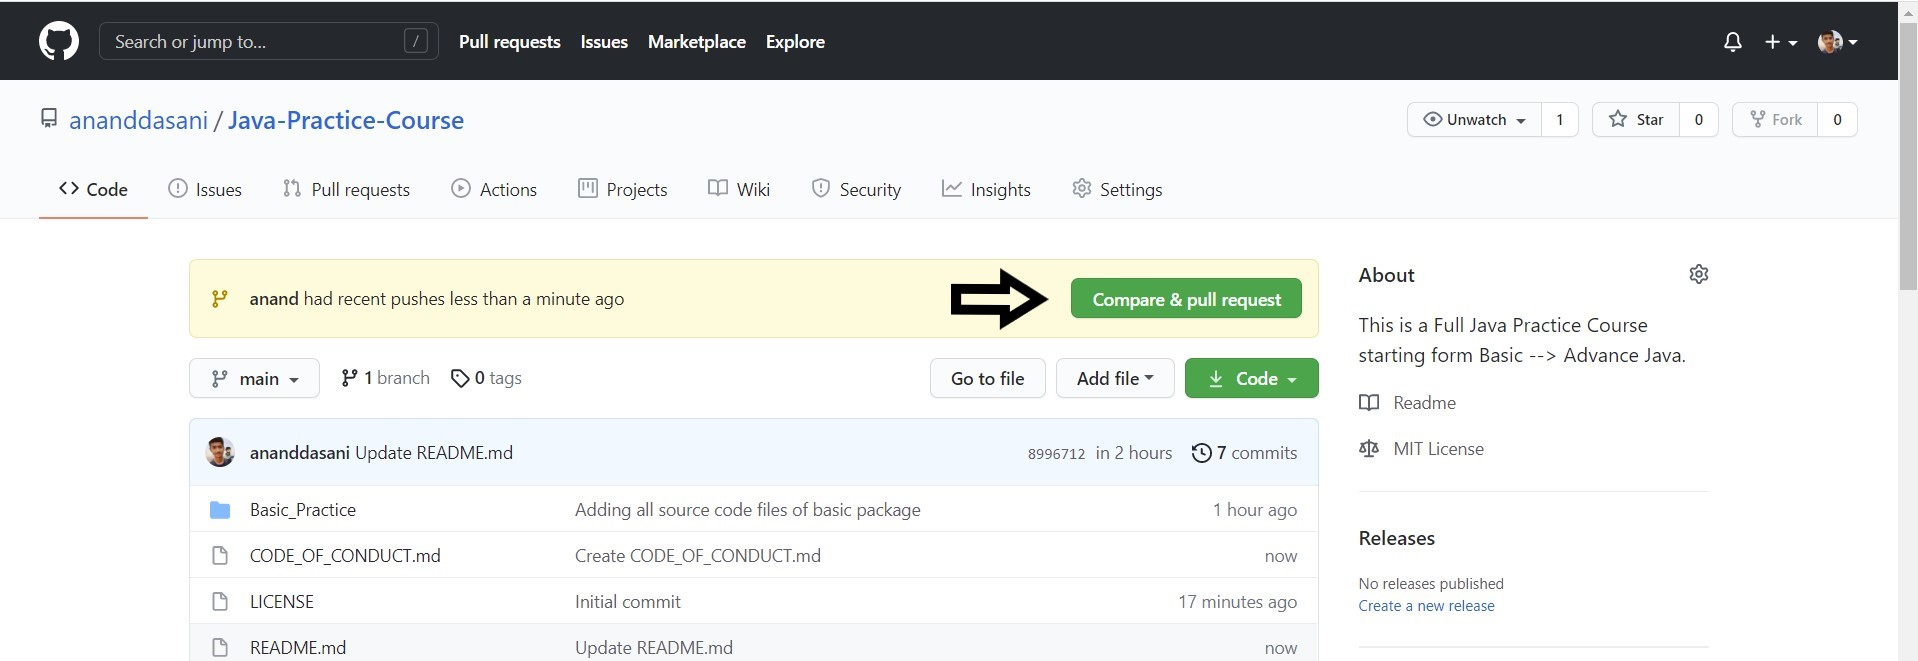 Search or jump to... /
Pull requests Issues Marketplace Explore
ananddasani / Java-Practice-Course
Unwatch 1 Star 0 Fork 0
Code Issues Pull requests Actions Projects Wiki Security Insights Settings
anand had recent pushes less than a minute ago Compare & pull request
main 1 branch 0 tags Go to file Add file Code
ananddasani Update README.md 8996712 in 2 hours 7 commits
Basic_Practice Adding all source code files of basic package 1 hour ago
CODE_OF_CONDUCT.md Create CODE_OF_CONDUCT.md now
LICENSE Initial commit 17 minutes ago
README.md Update README.md now
About
This is a Full Java Practice Course
starting form Basic --> Advance Java.
Readme
MIT License
Releases
No releases published
Create a new release